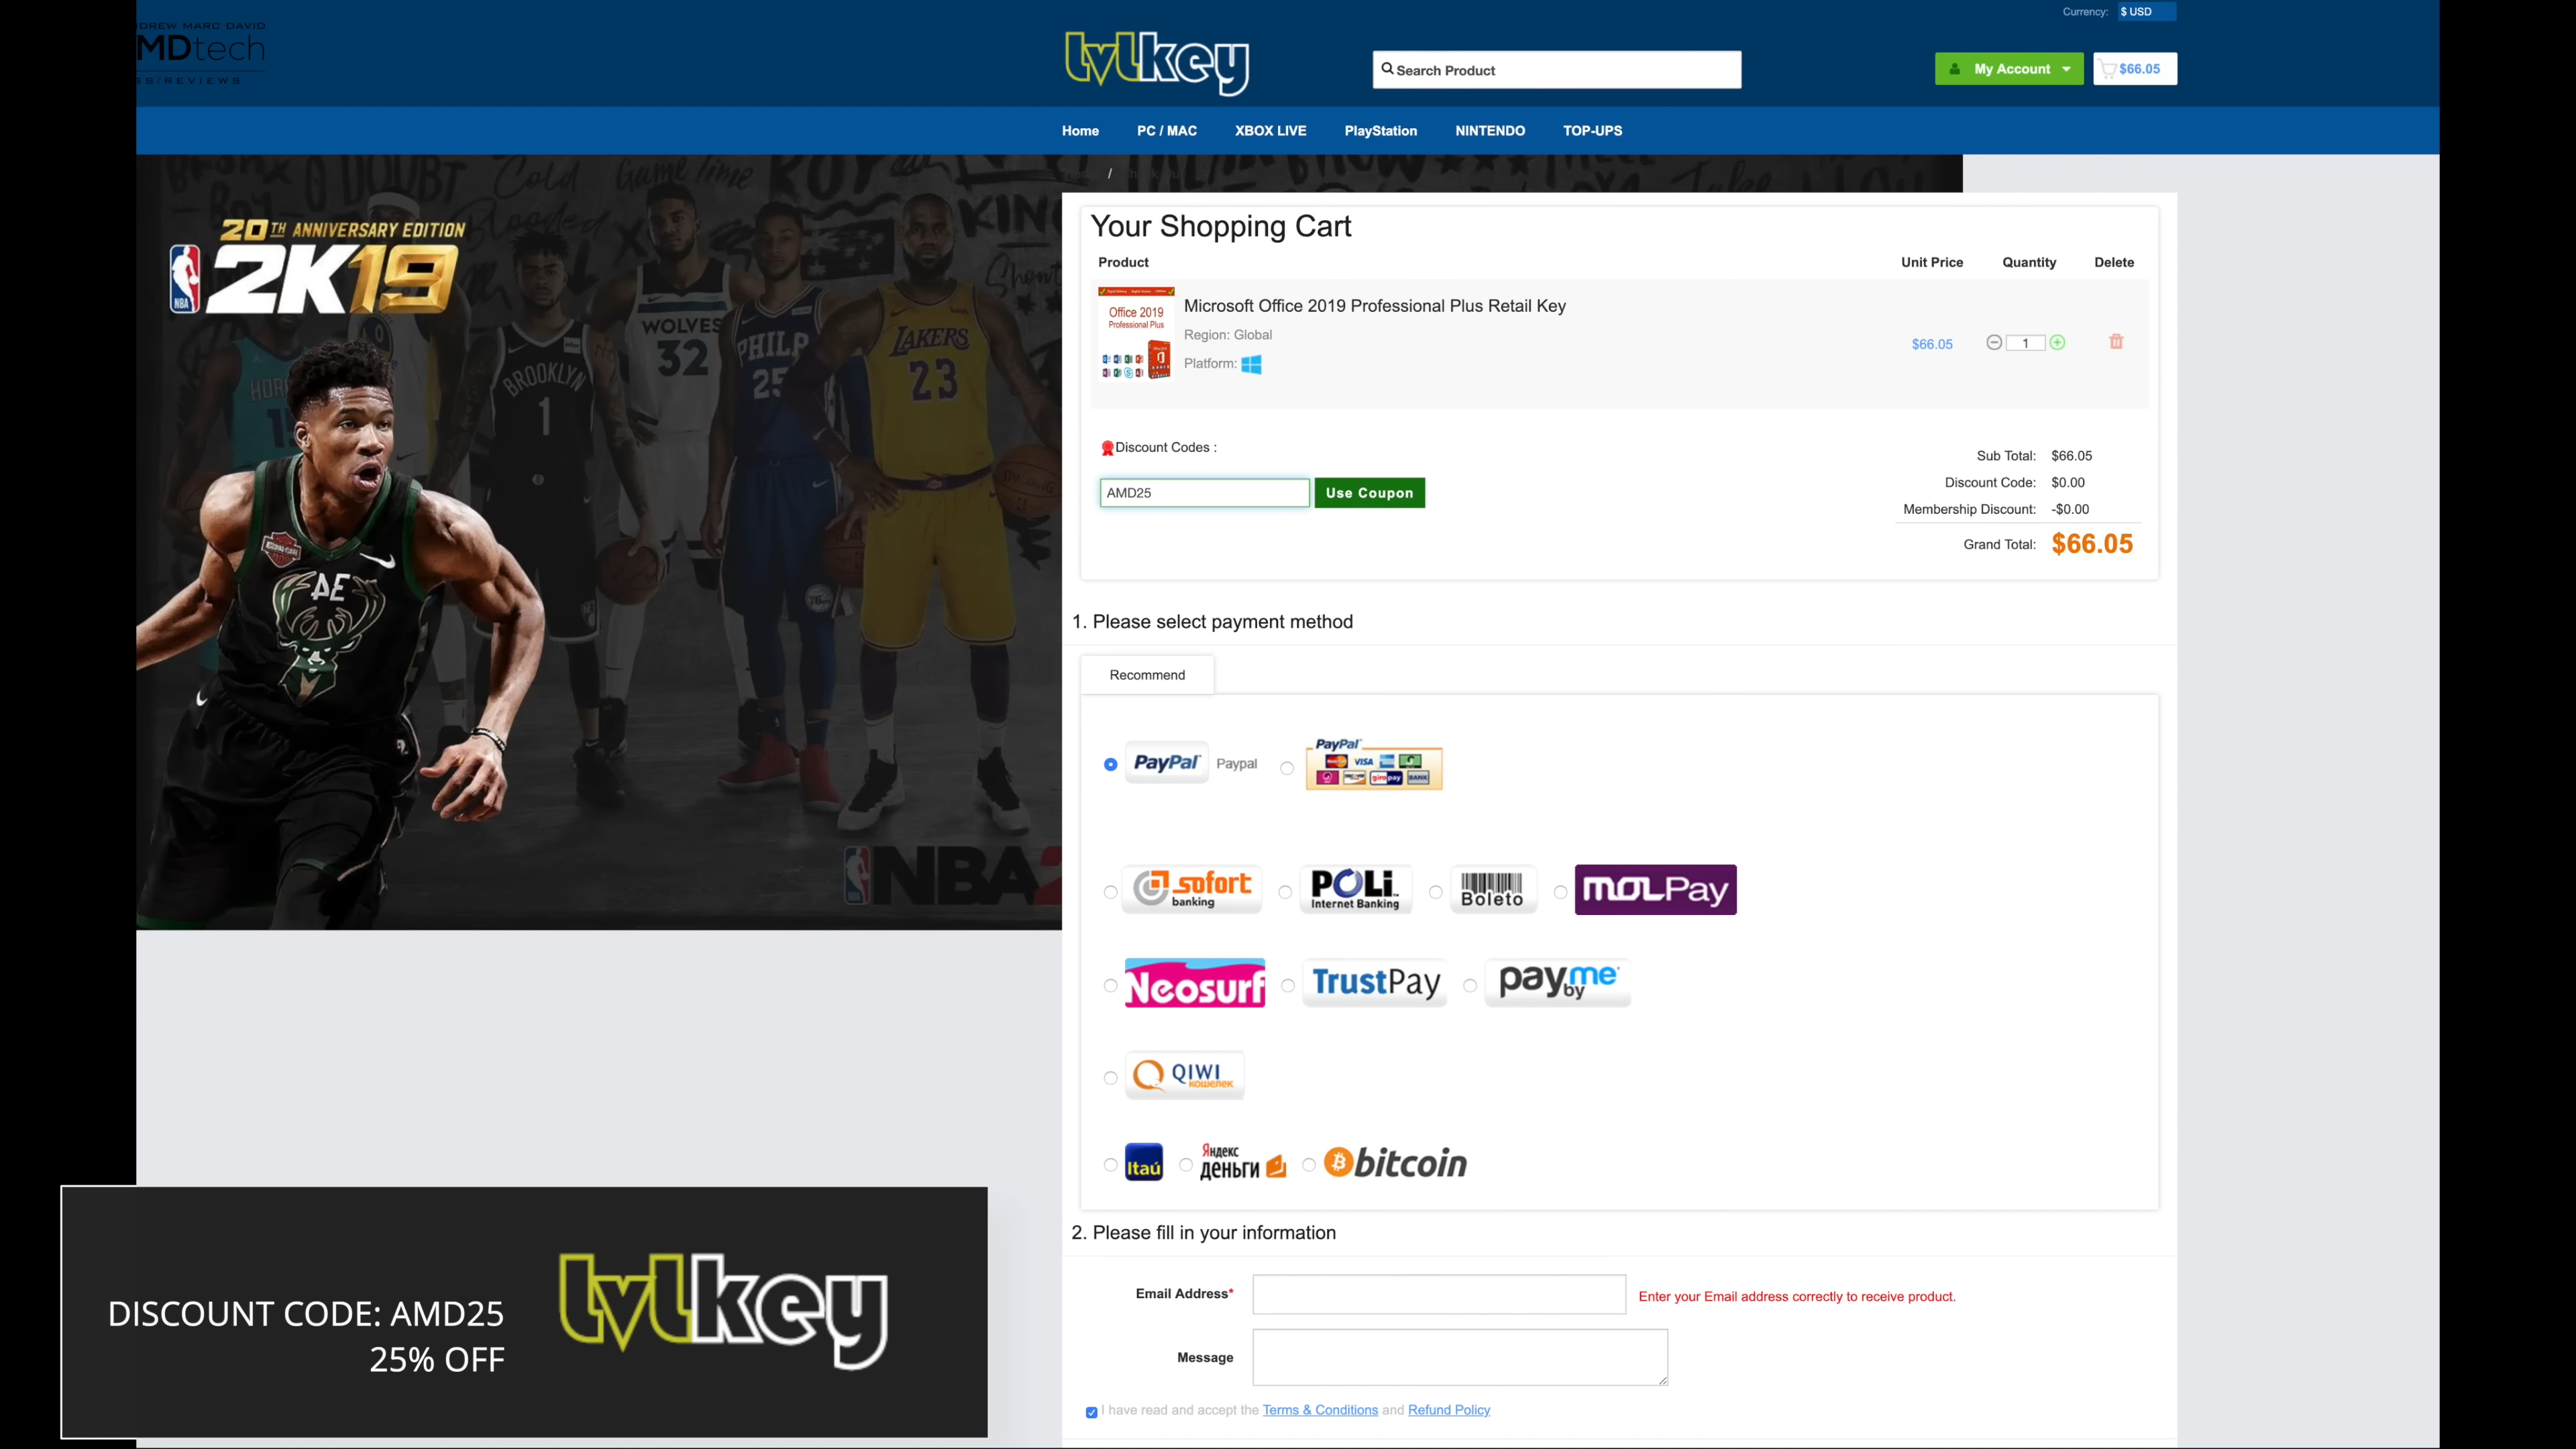 DREW MARC DAVID
MDtech
GS/REVIEWS
Currency: $ USD
lvlkey
Search Product
My Account
$66.05
Home
PC / MAC
XBOX LIVE
PlayStation
NINTENDO
TOP-UPS
/
20TH ANNIVERSARY EDITION
NBA 2K19
WOLVES
32
BROOKLYN
1
PHILA
25
LAKERS
23
NBA 2
Your Shopping Cart
Product
Unit Price
Quantity
Delete
Office 2019
Professional Plus
Microsoft Office 2019 Professional Plus Retail Key
Region: Global
Platform:
$66.05
1
Discount Codes :
AMD25
Use Coupon
Sub Total: $66.05
Discount Code: $0.00
Membership Discount: -$0.00
Grand Total: $66.05
1. Please select payment method
Recommend
PayPal Paypal
PayPal
VISA
giropay BANK
sofort
banking
POLi
Internet Banking
Boleto
MOLPay
Neosurf
TrustPay
paybyme
QIWI
КОШЕЛЕК
Itaú
Яндекс
деньги
bitcoin
2. Please fill in your information
Email Address*
Enter your Email address correctly to receive product.
Message
I have read and accept the Terms & Conditions and Refund Policy
DISCOUNT CODE: AMD25
25% OFF
lvlkey